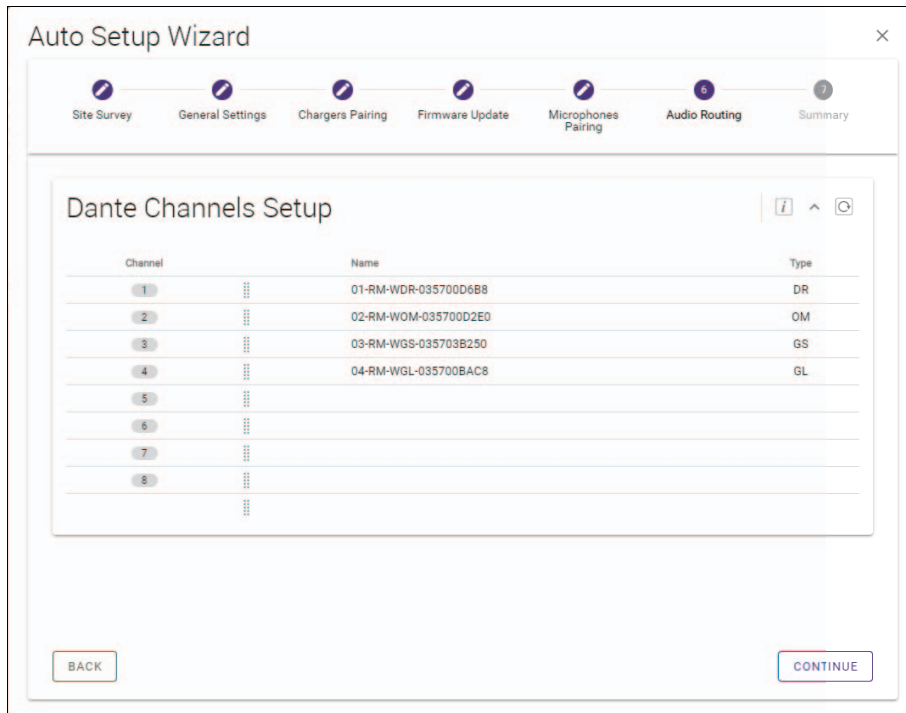 Auto Setup Wizard
6 7
Site Survey General Settings Chargers Pairing Firmware Update Microphones Pairing Audio Routing Summary
Dante Channels Setup i
Channel Name Type
1 01-RM-WDR-035700D6B8 DR
2 02-RM-WOM-035700D2E0 OM
3 03-RM-WGS-035703B250 GS
4 04-RM-WGL-035700BAC8 GL
5
6
7
8
BACK CONTINUE